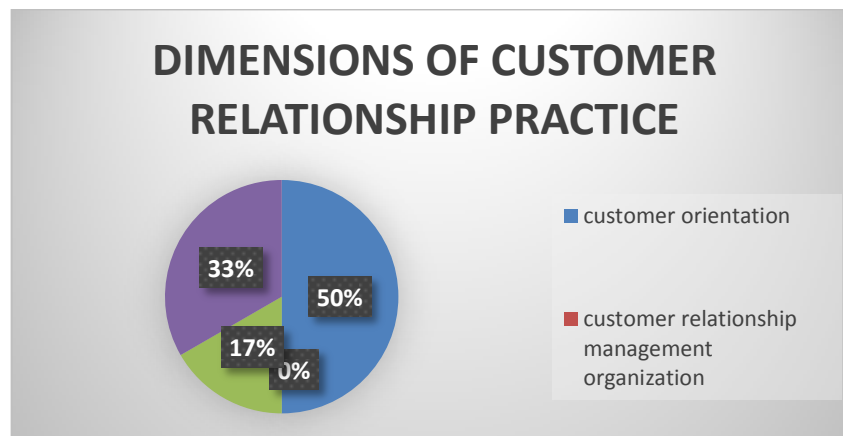 DIMENSIONS OF CUSTOMER
RELATIONSHIP PRACTICE
33%
50%
17%
0%
customer orientation
customer relationship
management
organization